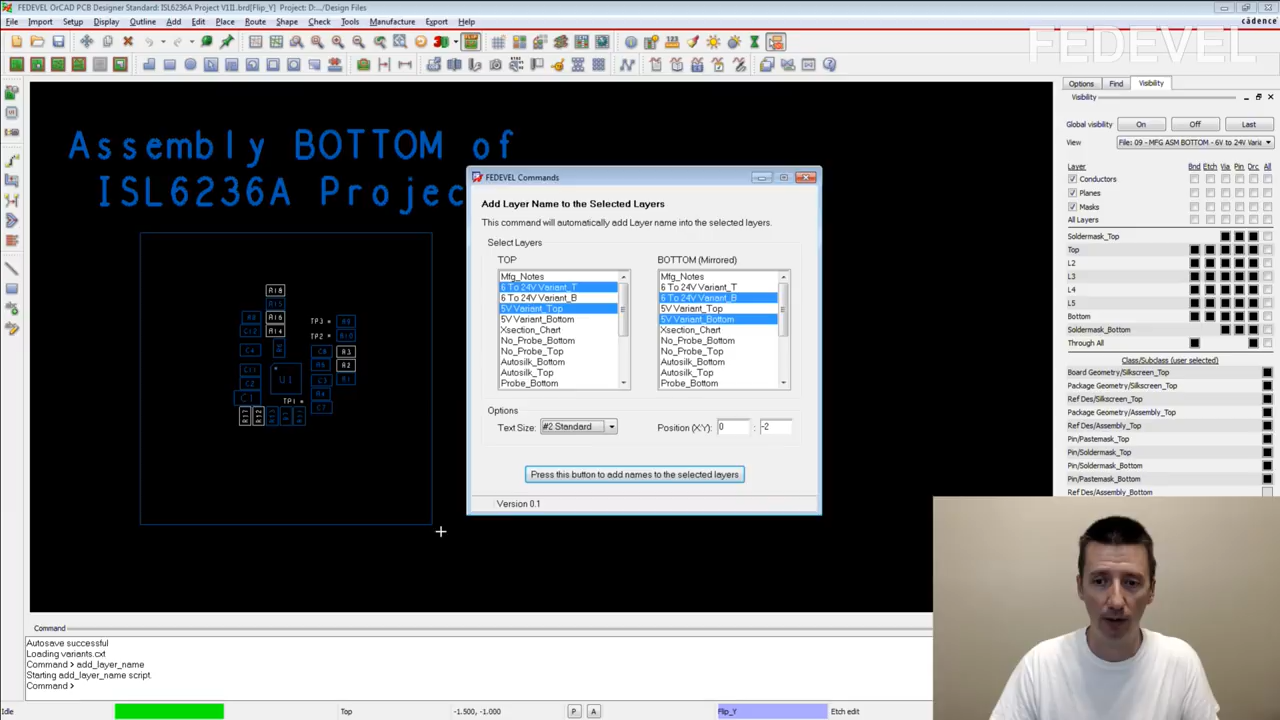 FEDEVEL OrCAD PCB Designer Standard: ISL6236A Project V1I1.brd[Flip_Y] Project: D:.../Design Files
File Import Setup Display Outline Add Edit Place Route Shape Check Tools Manufacture Export Help
cādence
FEDEVEL
3D
Options Find Visibility
Visibility
Global visibility On Off Last
View File: 09 - MFG ASM BOTTOM - 6V to 24V Varia
Layer Bnd Etch Via Pin Drc All
Conductors
Planes
Masks
All Layers
Soldermask_Top
Top
L2
L3
L4
L5
Bottom
Soldermask_Bottom
Through All
Class/Subclass (user selected)
Board Geometry/Silkscreen_Top
Package Geometry/Silkscreen_Top
Ref Des/Silkscreen_Top
Package Geometry/Assembly_Top
Ref Des/Assembly_Top
Pin/Pastemask_Top
Pin/Soldermask_Top
Pin/Soldermask_Bottom
Pin/Pastemask_Bottom
Ref Des/Assembly_Bottom
Assembly BOTTOM of
ISL6236A Projec
TP3
TP2
U1
TP1
C1
FEDEVEL Commands
Add Layer Name to the Selected Layers
This command will automatically add Layer name into the selected layers.
Select Layers
TOP
Mfg_Notes
6 To 24V Variant_T
6 To 24V Variant_B
5V Variant_Top
5V Variant_Bottom
Xsection_Chart
No_Probe_Bottom
No_Probe_Top
Autosilk_Bottom
Autosilk_Top
Probe_Bottom
BOTTOM (Mirrored)
Mfg_Notes
6 To 24V Variant_T
6 To 24V Variant_B
5V Variant_Top
5V Variant_Bottom
Xsection_Chart
No_Probe_Bottom
No_Probe_Top
Autosilk_Bottom
Autosilk_Top
Probe_Bottom
Options
Text Size: #2 Standard Position (X:Y): 0 : -2
Press this button to add names to the selected layers
Version 0.1
Command
Autosave successful
Loading variants.cxt
Command > add_layer_name
Starting add_layer_name script.
Command >
Idle Top -1.500, -1.000 P A Flip_Y Etch edit